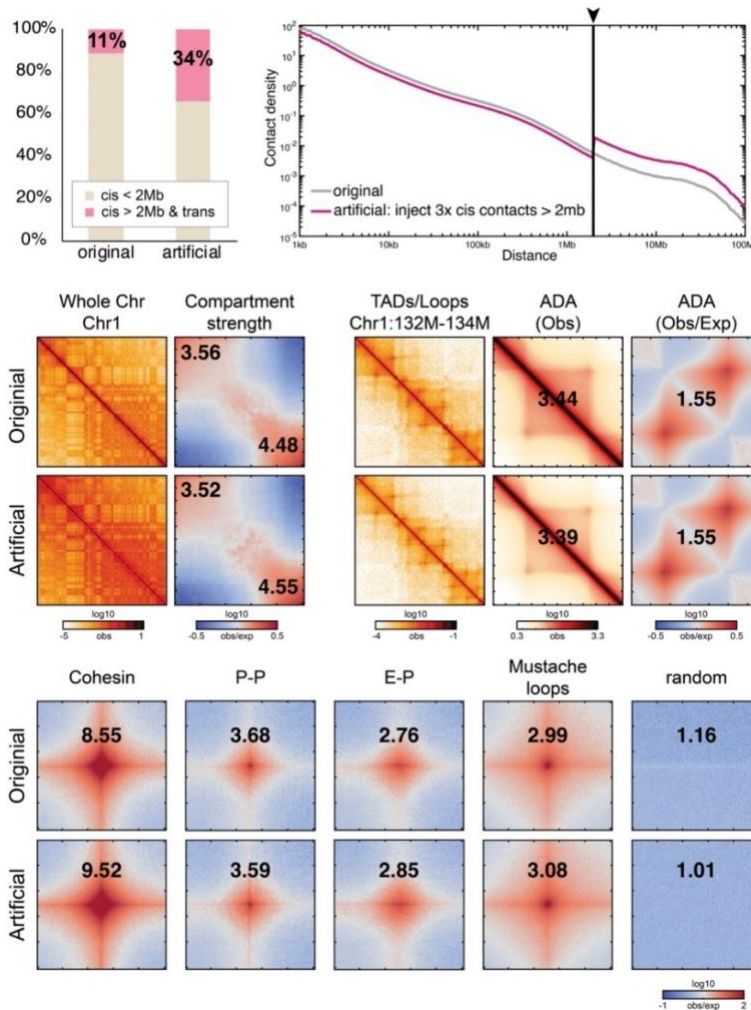 100%
80%
60%
40%
20%
0%
11%
34%
cis < 2Mb
cis > 2Mb & trans
original
artificial
Contact density
10^2
10^1
10^0
10^-1
10^-2
10^-3
10^-4
10^-5
original
artificial: inject 3x cis contacts > 2mb
1kb
10kb
100kb
1Mb
10Mb
100M
Distance
Whole Chr
Chr1
Compartment
strength
TADs/Loops
Chr1:132M-134M
ADA
(Obs)
ADA
(Obs/Exp)
Originial
3.56
4.48
3.44
1.55
Artificial
3.52
4.55
3.39
1.55
log10
-5
obs
1
log10
-0.5
obs/exp
0.5
log10
-4
obs
-1
log10
0.3
obs
3.3
log10
-0.5
obs/exp
0.5
Cohesin
P-P
E-P
Mustache
loops
random
Originial
8.55
3.68
2.76
2.99
1.16
Artificial
9.52
3.59
2.85
3.08
1.01
log10
-1
obs/exp
2